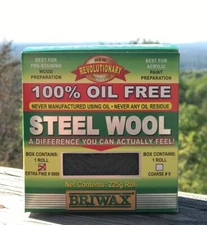 NEW
REVOLUTIONARY
BEST FOR
PRE-STAINING
WOOD
PREPARATION
BEST FOR
ACRYLIC
PAINT
PREPARATION
100% OIL FREE
NEVER MANUFACTURED USING OIL • NEVER ANY OIL RESIDUE
STEEL WOOL
A DIFFERENCE YOU CAN ACTUALLY FEEL!
BOX CONTAINS:
1 ROLL
EXTRA FINE # 0000
BOX CONTAINS:
1 ROLL
COARSE # 3
Net Contents - 225g Roll
BRIWAX